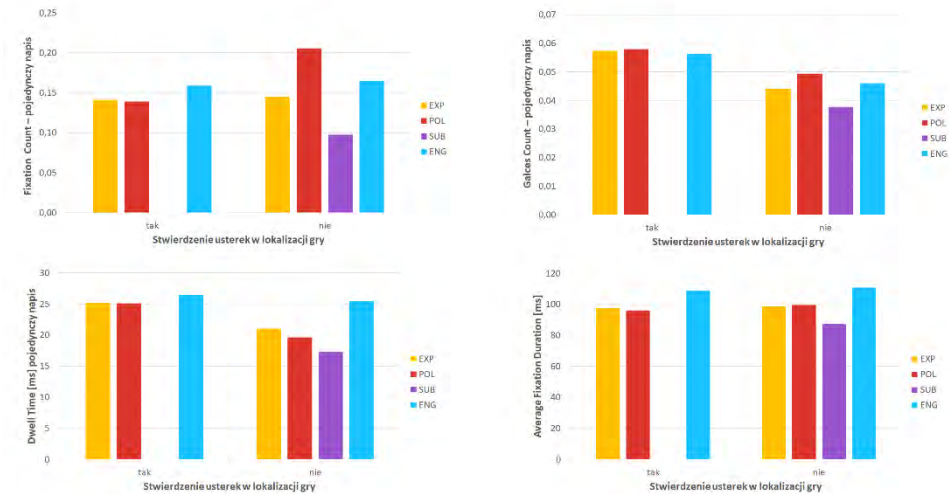 Fixation Count – pojedynczy napis
0,25
0,20
0,15
0,10
0,05
0,00
tak
nie
Stwierdzenie usterek w lokalizacji gry
EXP
POL
SUB
ENG
Galces Count – pojedynczy napis
0,07
0,06
0,05
0,04
0,03
0,02
0,01
0,00
tak
nie
Stwierdzenie usterek w lokalizacji gry
EXP
POL
SUB
ENG
Dwell Time [ms] pojedynczy napis
30
25
20
15
10
5
0
tak
nie
Stwierdzenie usterek w lokalizacji gry
EXP
POL
SUB
ENG
Average Fixation Duration [ms]
120
100
80
60
40
20
0
tak
nie
Stwierdzenie usterek w lokalizacji gry
EXP
POL
SUB
ENG